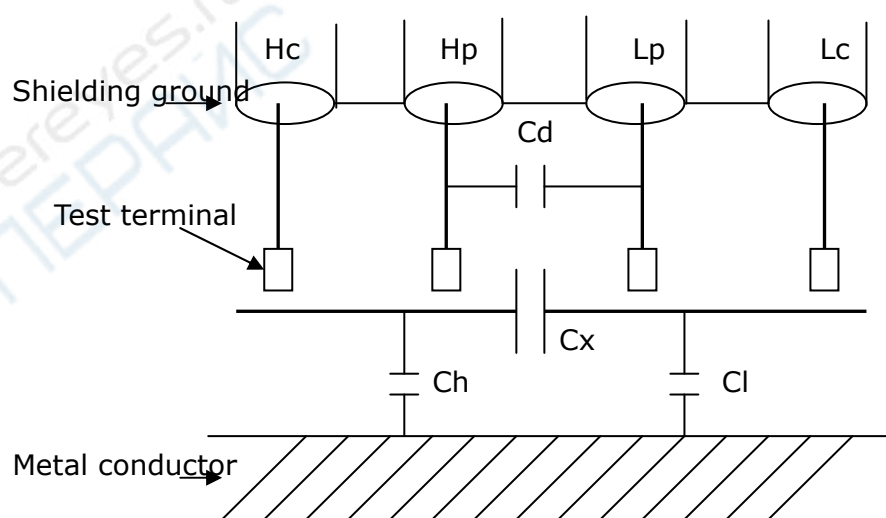 Hc Hp Lp Lc
Shielding ground
Cd
Test terminal
Cx
Ch Cl
Metal conductor